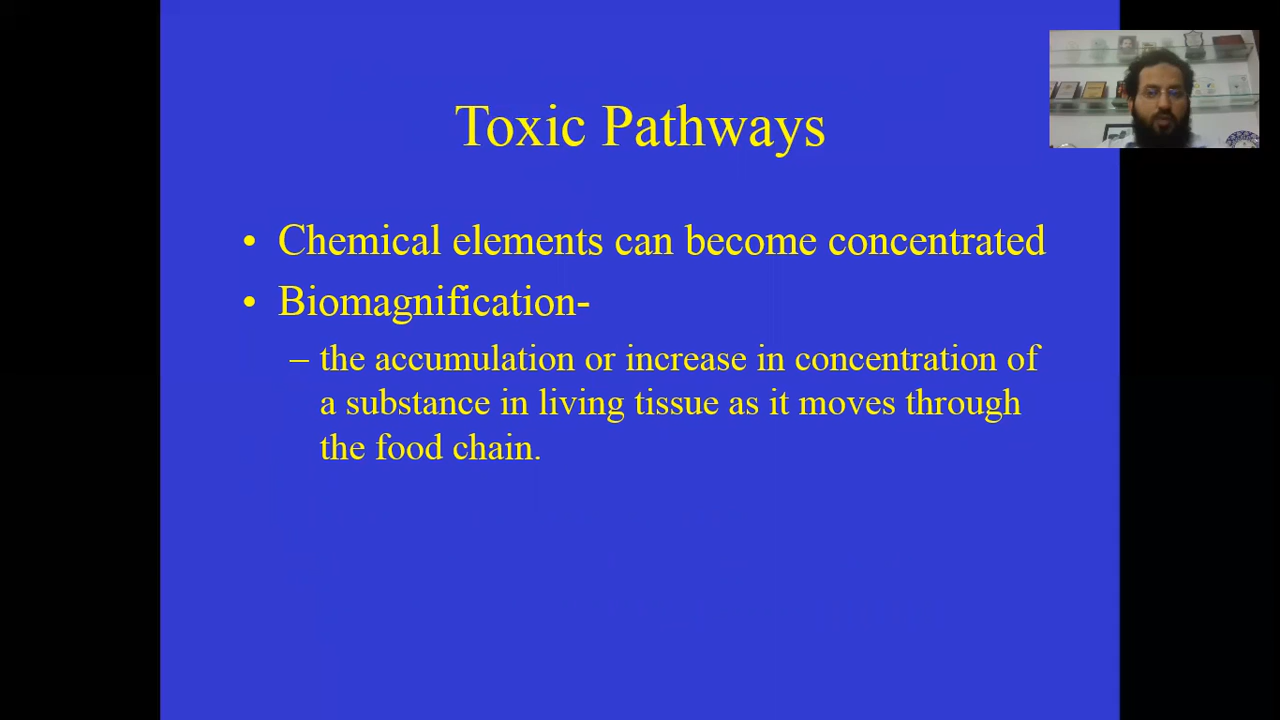 Toxic Pathways
• Chemical elements can become concentrated
• Biomagnification-
– the accumulation or increase in concentration of
a substance in living tissue as it moves through
the food chain.